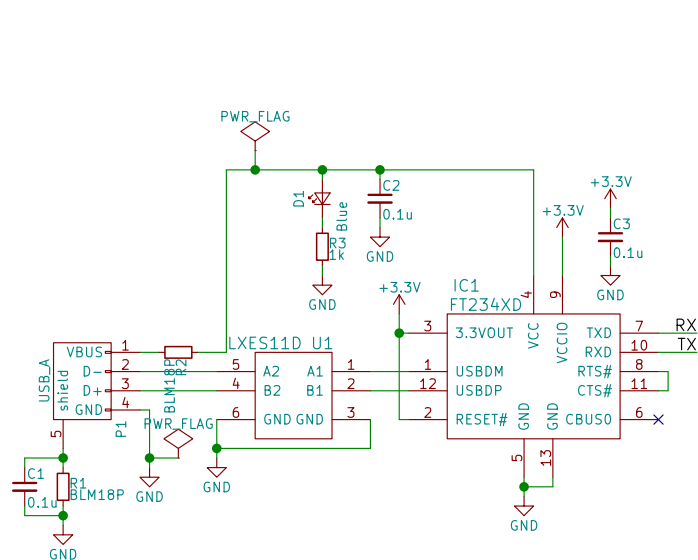 PWR_FLAG
D1
Blue
R3
1k
GND
C2
0.1u
GND
+3.3V
+3.3V
C3
0.1u
GND
+3.3V
IC1
FT234XD
4
VCC
9
VCCIO
3 3.3VOUT
TXD 7 RX
RXD 10 TX
1 USBDM
RTS# 8
12 USBDP
CTS# 11
2 RESET#
CBUS0 6
GND
5
GND
13
GND
LXES11D U1
5 A2 A1 1
4 B2 B1 2
6 GND GND 3
GND
USB_A
shield
VBUS 1
D- 2
D+ 3
GND 4
5
P1
R2
BLM18P
PWR_FLAG
GND
C1
0.1u
R1
BLM18P
GND